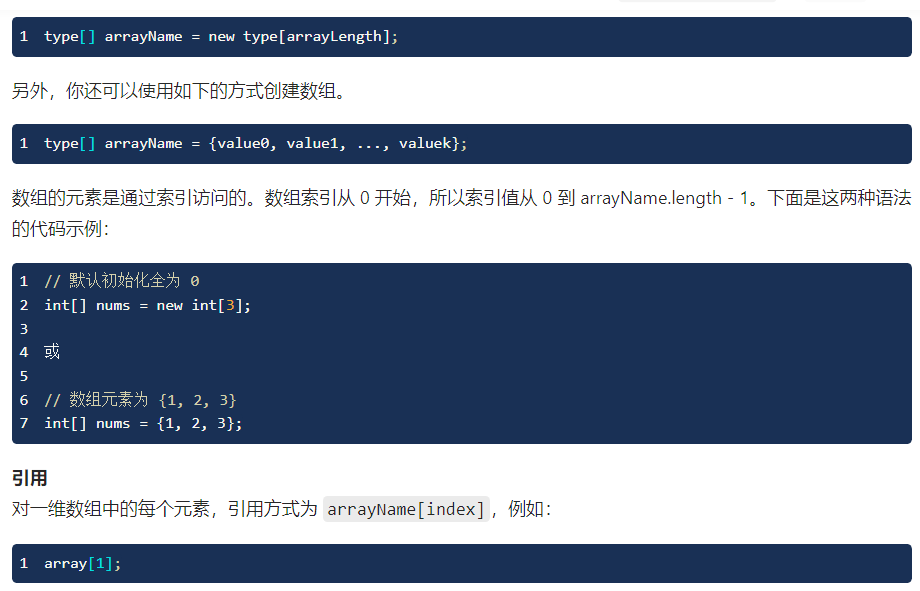 1 type[] arrayName = new type[arrayLength];
另外，你还可以使用如下的方式创建数组。
1 type[] arrayName = {value0, value1, ..., valuek};
数组的元素是通过索引访问的。数组索引从 0 开始，所以索引值从 0 到 arrayName.length - 1。下面是这两种语法
的代码示例：
1 // 默认初始化全为 0
2 int[] nums = new int[3];
3
4 或
5
6 // 数组元素为 {1, 2, 3}
7 int[] nums = {1, 2, 3};
引用
对一维数组中的每个元素，引用方式为 arrayName[index] ，例如：
1 array[1];